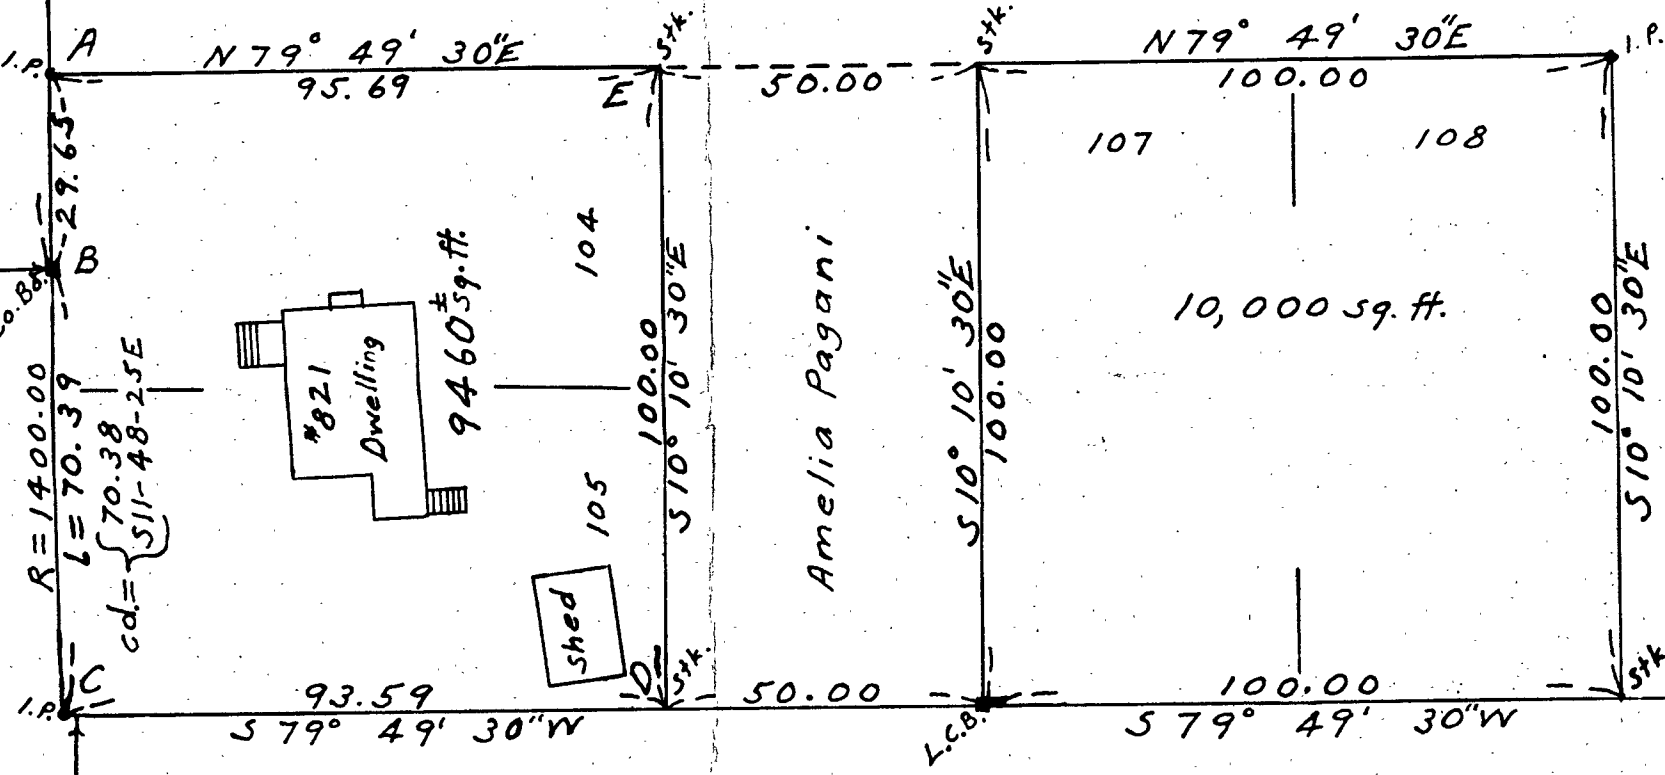 I.P.
A
N 79° 49' 30"E
95.69
E
Stk.
50.00
Stk.
N 79° 49' 30"E
100.00
I.P.
29.65
B
107
108
104
R = 1400.00
L = 70.39
cd. = { 70.38
S11-48-25E
#821
Dwelling
9460± sq. ft.
100.00
S 10° 10' 30"E
Amelia Pagani
S 10° 10' 30"E
100.00
10,000 sq. ft.
100.00
S 10° 10' 30"E
105
shed
I.P.
C
93.59
S 79° 49' 30"W
D
Stk.
50.00
L.C.B.
100.00
S 79° 49' 30"W
Stk